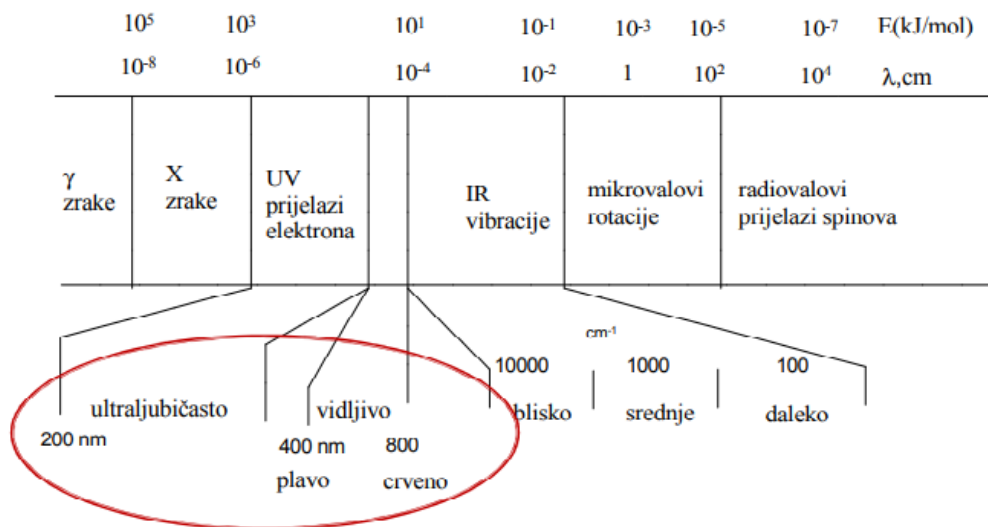 10⁵ 10³ 10¹ 10⁻¹ 10⁻³ 10⁻⁵ 10⁻⁷ E(kJ/mol)
10⁻⁸ 10⁻⁶ 10⁻⁴ 10⁻² 1 10² 10⁴ λ,cm
γ
zrake
X
zrake
UV
prijelazi
elektrona
IR
vibracije
mikrovalovi
rotacije
radiovalovi
prijelazi spinova
cm⁻¹
10000 1000 100
ultraljubičasto vidljivo blisko srednje daleko
200 nm 400 nm 800
plavo crveno